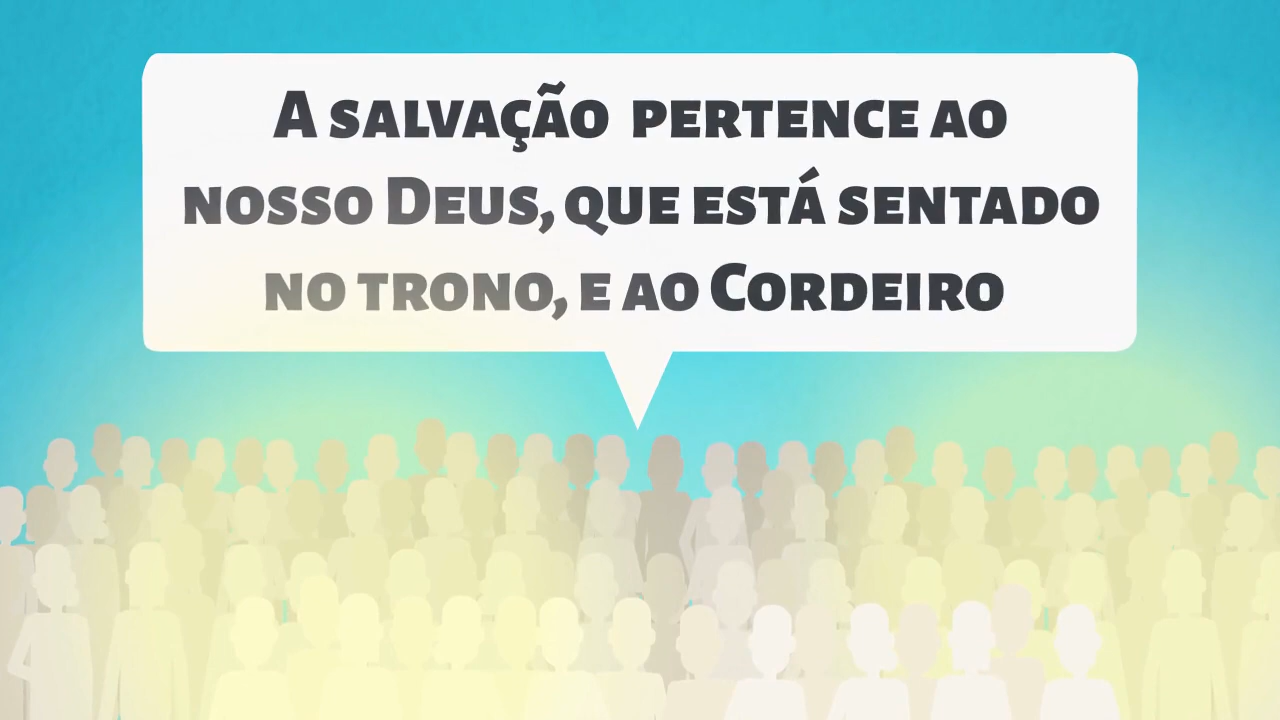 A salvação pertence ao
nosso Deus, que está sentado
no trono, e ao Cordeiro